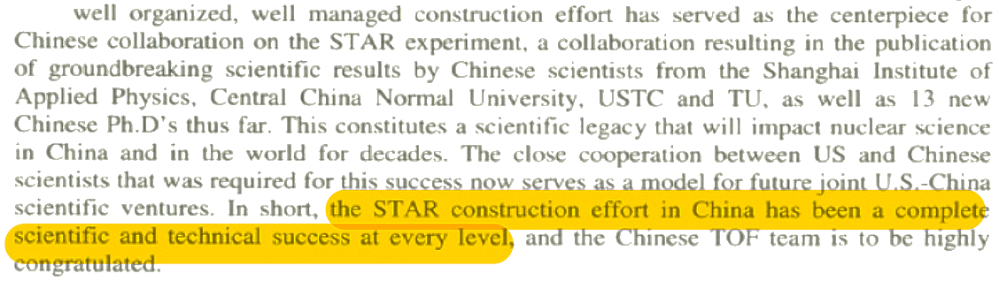 well organized, well managed construction effort has served as the centerpiece for
Chinese collaboration on the STAR experiment, a collaboration resulting in the publication
of groundbreaking scientific results by Chinese scientists from the Shanghai Institute of
Applied Physics, Central China Normal University, USTC and TU, as well as 13 new
Chinese Ph.D's thus far. This constitutes a scientific legacy that will impact nuclear science
in China and in the world for decades. The close cooperation between US and Chinese
scientists that was required for this success now serves as a model for future joint U.S.-China
scientific ventures. In short, the STAR construction effort in China has been a complete
scientific and technical success at every level, and the Chinese TOF team is to be highly
congratulated.